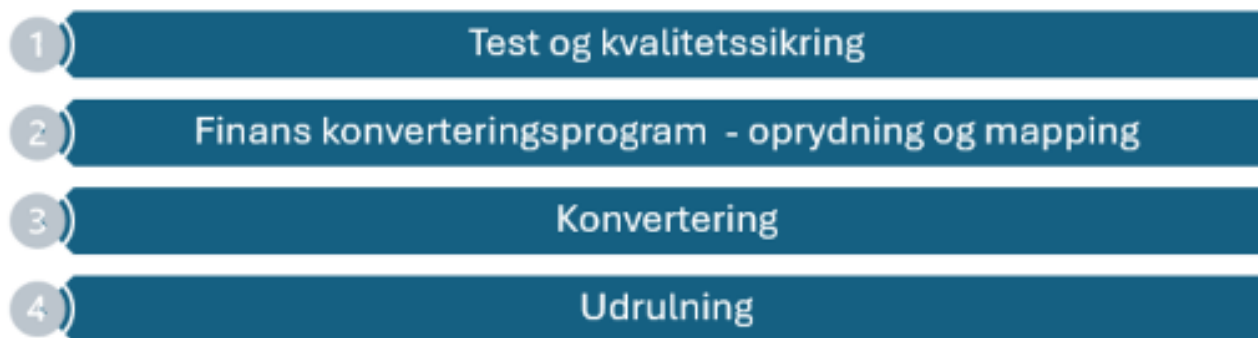 1 Test og kvalitetssikring
2 Finans konverteringsprogram - oprydning og mapping
3 Konvertering
4 Udrulning